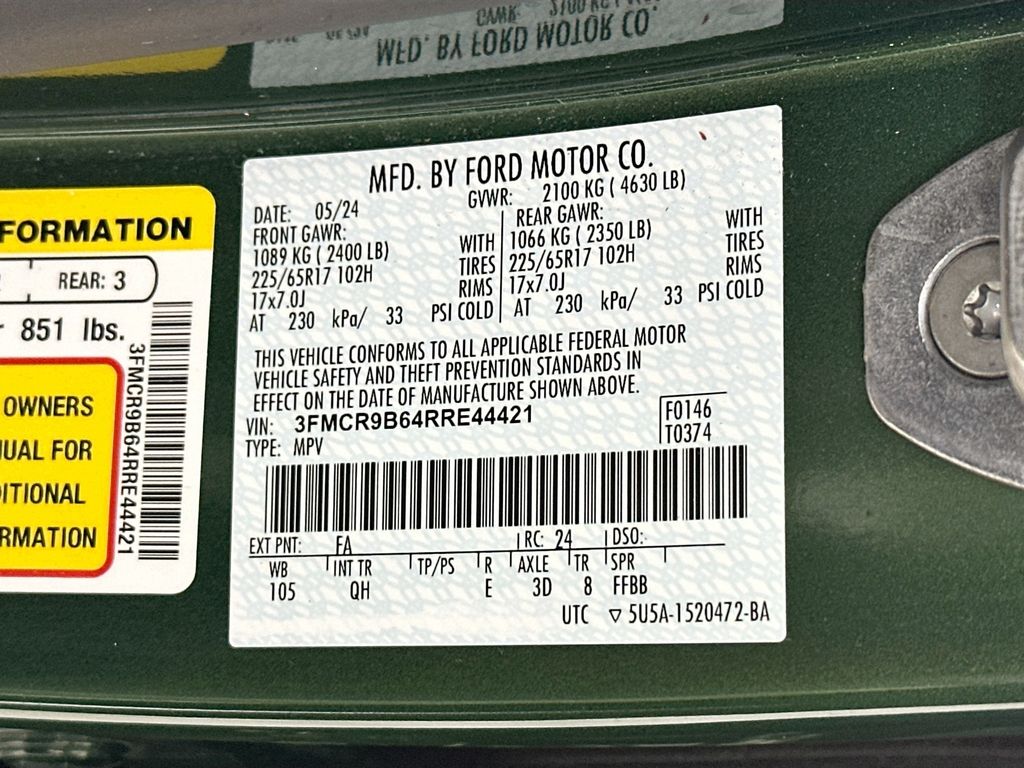 MFD. BY FORD MOTOR CO.
DATE: 05/24
GVWR: 2100 KG ( 4630 LB)
FRONT GAWR:
1089 KG ( 2400 LB) WITH
225/65R17 102H TIRES
17x7.0J RIMS
AT 230 kPa/ 33 PSI COLD
REAR GAWR: WITH
1066 KG ( 2350 LB) TIRES
225/65R17 102H RIMS
17x7.0J
AT 230 kPa/ 33 PSI COLD
THIS VEHICLE CONFORMS TO ALL APPLICABLE FEDERAL MOTOR
VEHICLE SAFETY AND THEFT PREVENTION STANDARDS IN
EFFECT ON THE DATE OF MANUFACTURE SHOWN ABOVE.
VIN: 3FMCR9B64RRE44421
TYPE: MPV
F0146
T0374
EXT PNT: FA RC: 24 DSO:
WB INT TR TP/PS R AXLE TR SPR
105 QH E 3D 8 FFBB
UTC ▽ 5U5A-1520472-BA
FORMATION
REAR: 3
851 lbs.
OWNERS
UAL FOR
ITIONAL
RMATION
3FMCR9B64RRE44421
MFD. BY FORD MOTOR CO.